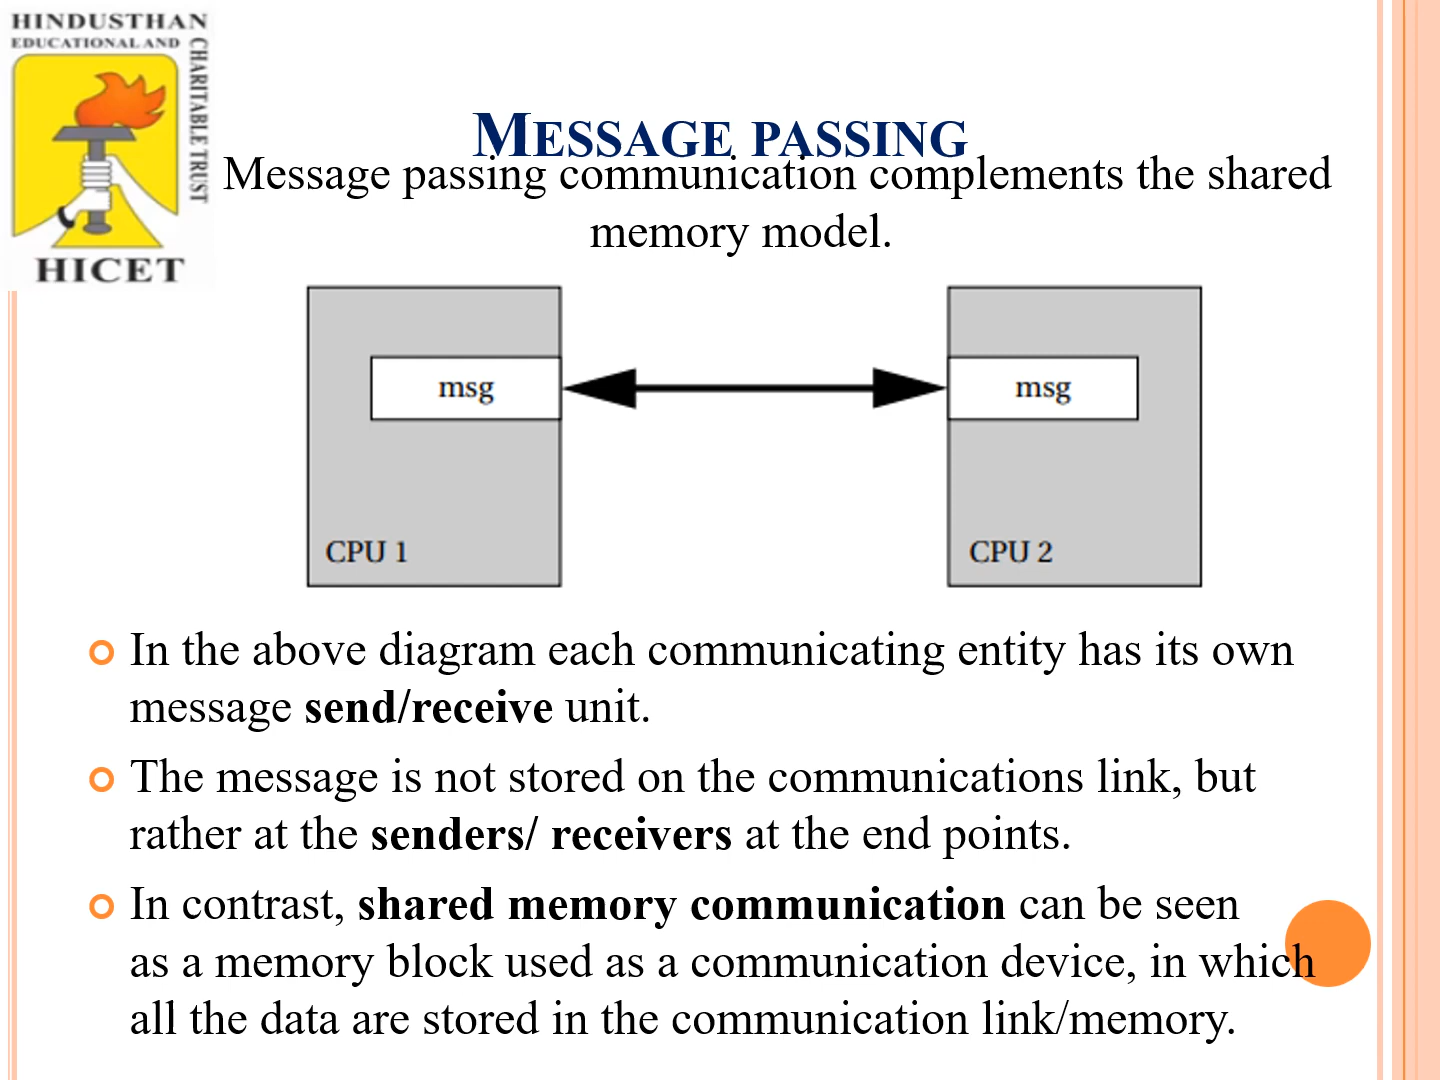 HINDUSTHAN
EDUCATIONAL AND
CHARITABLE TRUST
HICET
MESSAGE PASSING
Message passing communication complements the shared
memory model.
msg
msg
CPU 1
CPU 2
In the above diagram each communicating entity has its own
message send/receive unit.
The message is not stored on the communications link, but
rather at the senders/ receivers at the end points.
In contrast, shared memory communication can be seen
as a memory block used as a communication device, in which
all the data are stored in the communication link/memory.